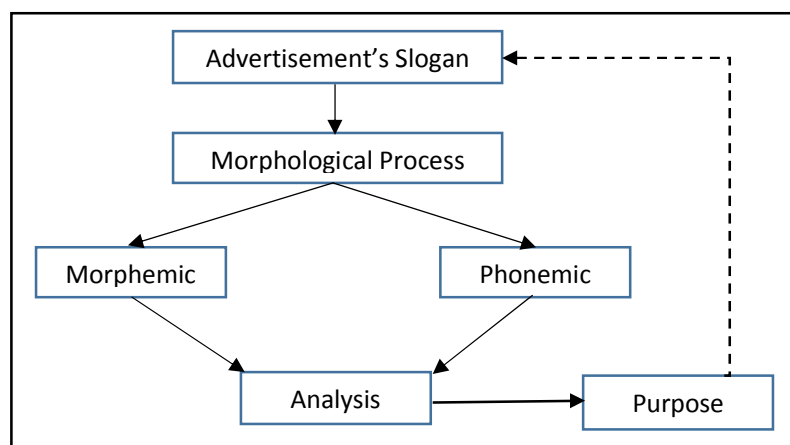 Advertisement's Slogan
Morphological Process
Morphemic
Phonemic
Analysis
Purpose